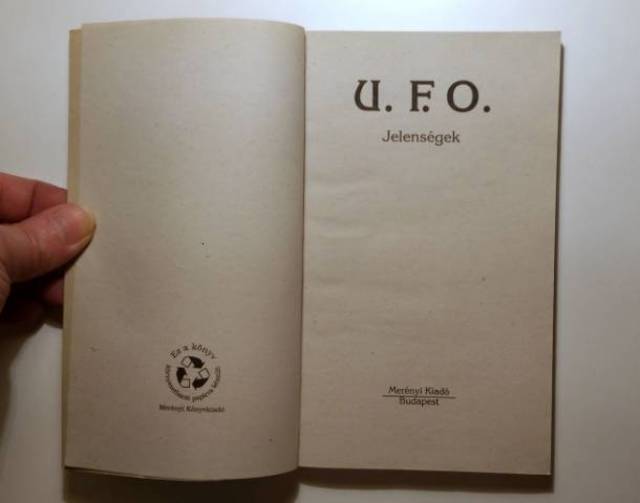 Ez a könyv
környezetbarát papírra készült
Merényi Könyvkiadó
U. F. O.
Jelenségek
Merényi Kiadó
Budapest